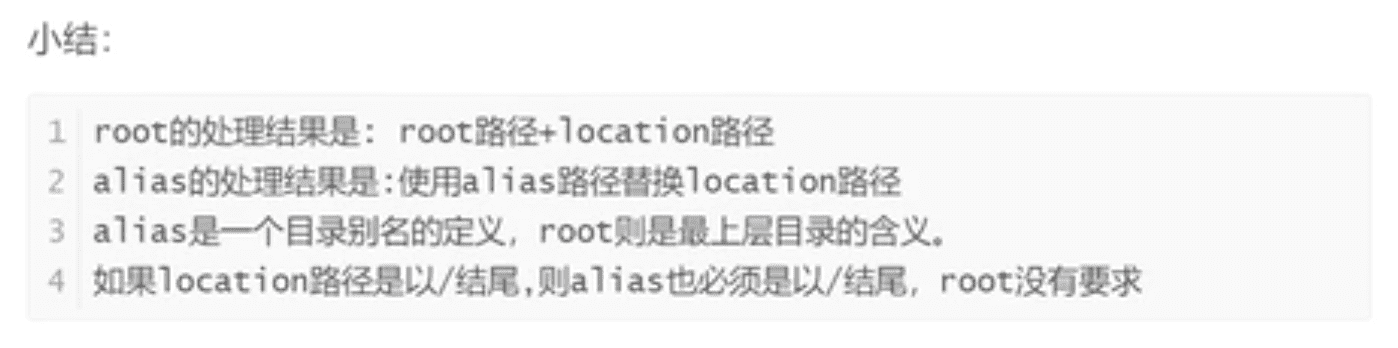 小结：
1 root的处理结果是: root路径+location路径
2 alias的处理结果是:使用alias路径替换location路径
3 alias是一个目录别名的定义，root则是最上层目录的含义。
4 如果location路径是以/结尾,则alias也必须是以/结尾，root没有要求